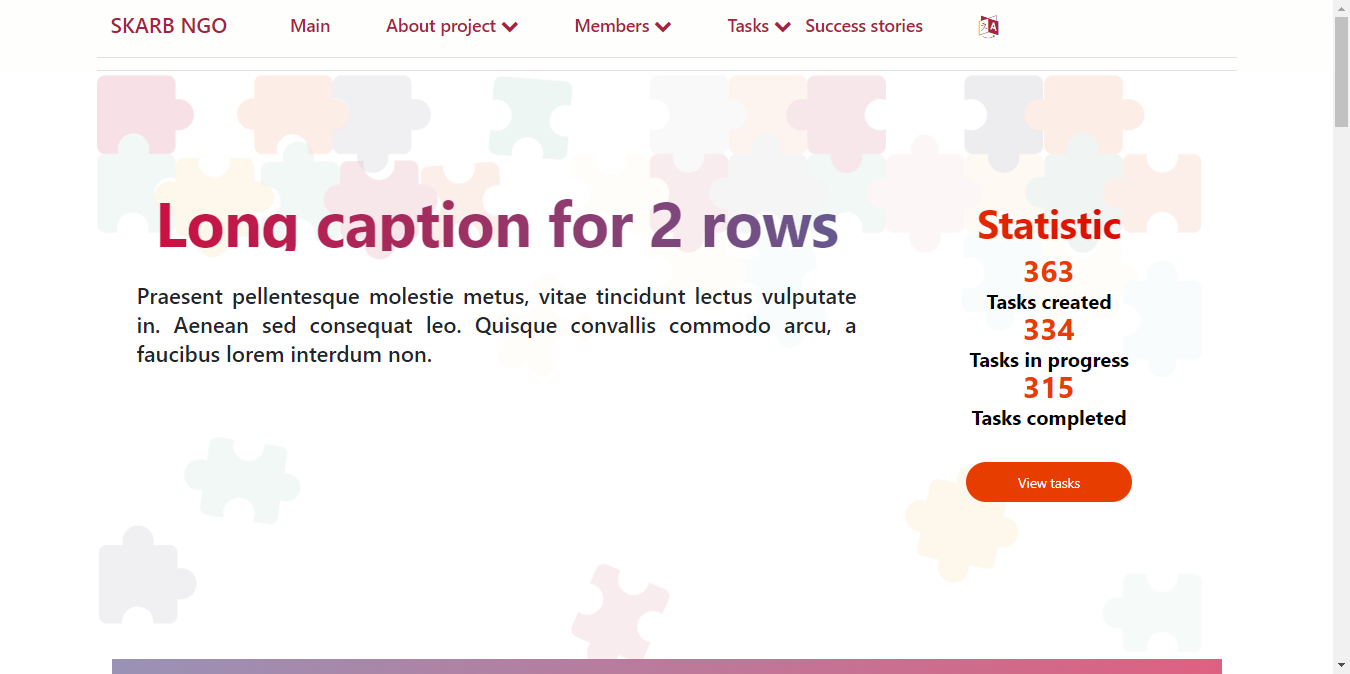 SKARB NGO Main About project Members Tasks Success stories
Long caption for 2 rows
Praesent pellentesque molestie metus, vitae tincidunt lectus vulputate
in. Aenean sed consequat leo. Quisque convallis commodo arcu, a
faucibus lorem interdum non.
Statistic
363
Tasks created
334
Tasks in progress
315
Tasks completed
View tasks